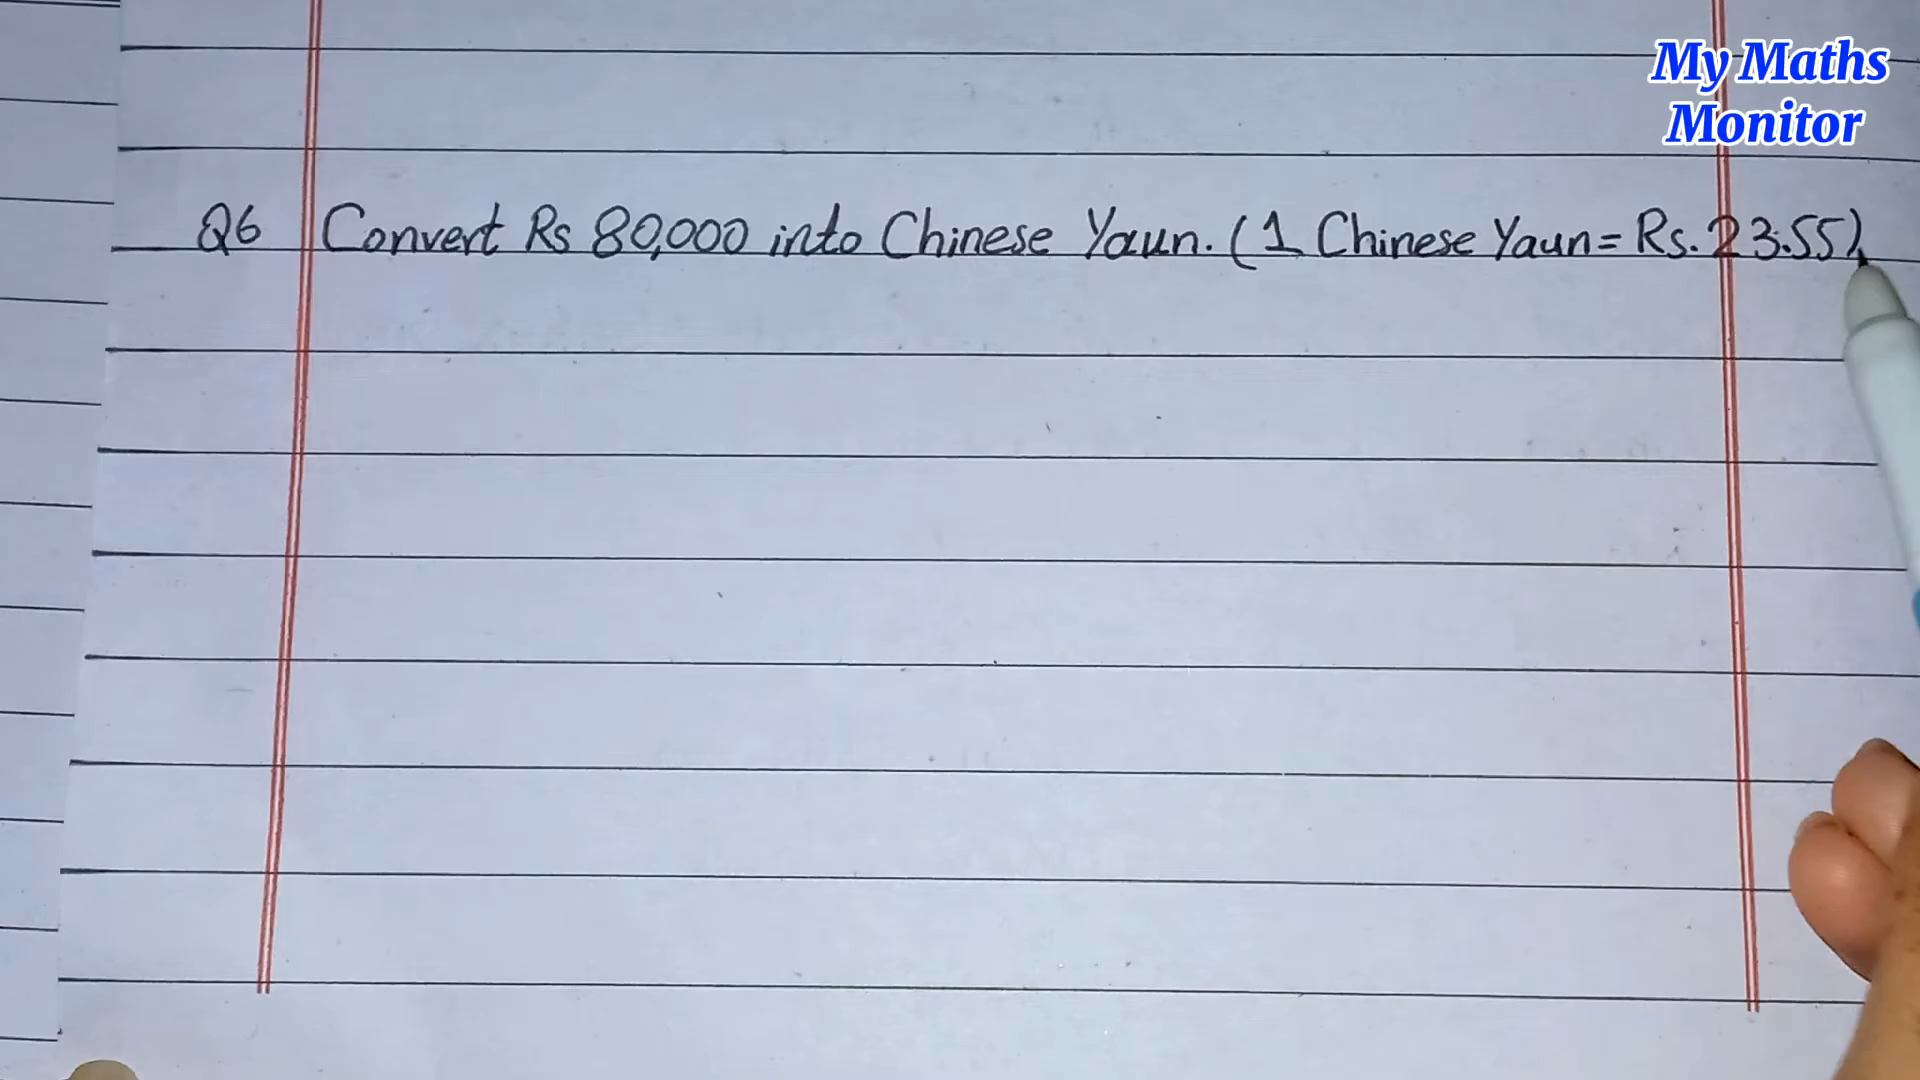 My Maths
Monitor
Q6 Convert Rs 80,000 into Chinese Yaun. (1 Chinese Yaun = Rs. 23.55)